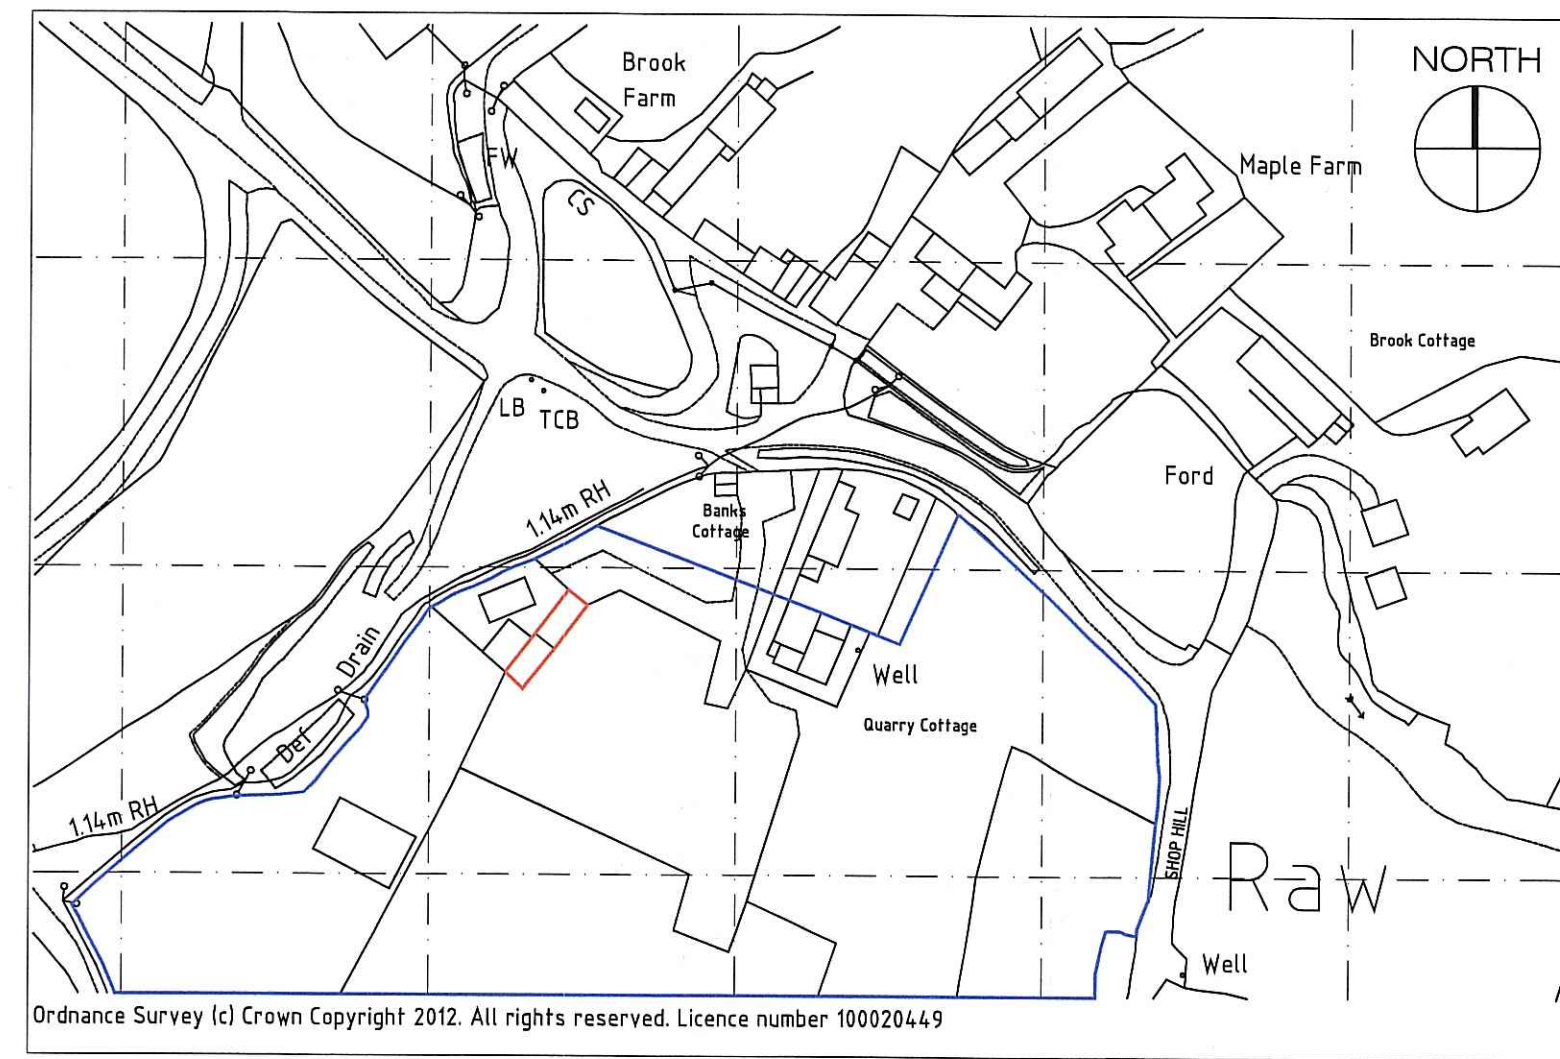 NORTH
Brook
Farm
FW
CS
Maple Farm
Brook Cottage
LB
TCB
Ford
1.14m RH
Banks
Cottage
Drain
Well
Quarry Cottage
Def
1.14m RH
SHOP HILL
Raw
Well
Ordnance Survey (c) Crown Copyright 2012. All rights reserved. Licence number 100020449